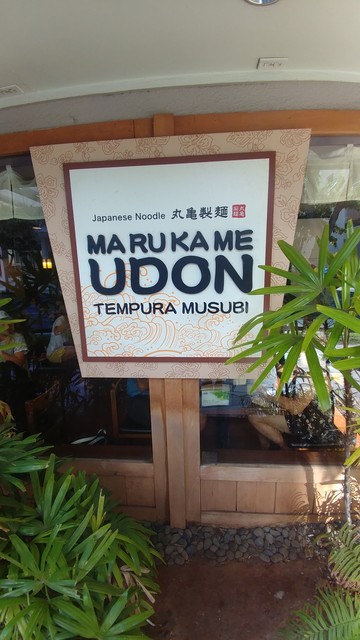 Japanese Noodle 丸亀製麺
MARUKAME
UDON
TEMPURA MUSUBI